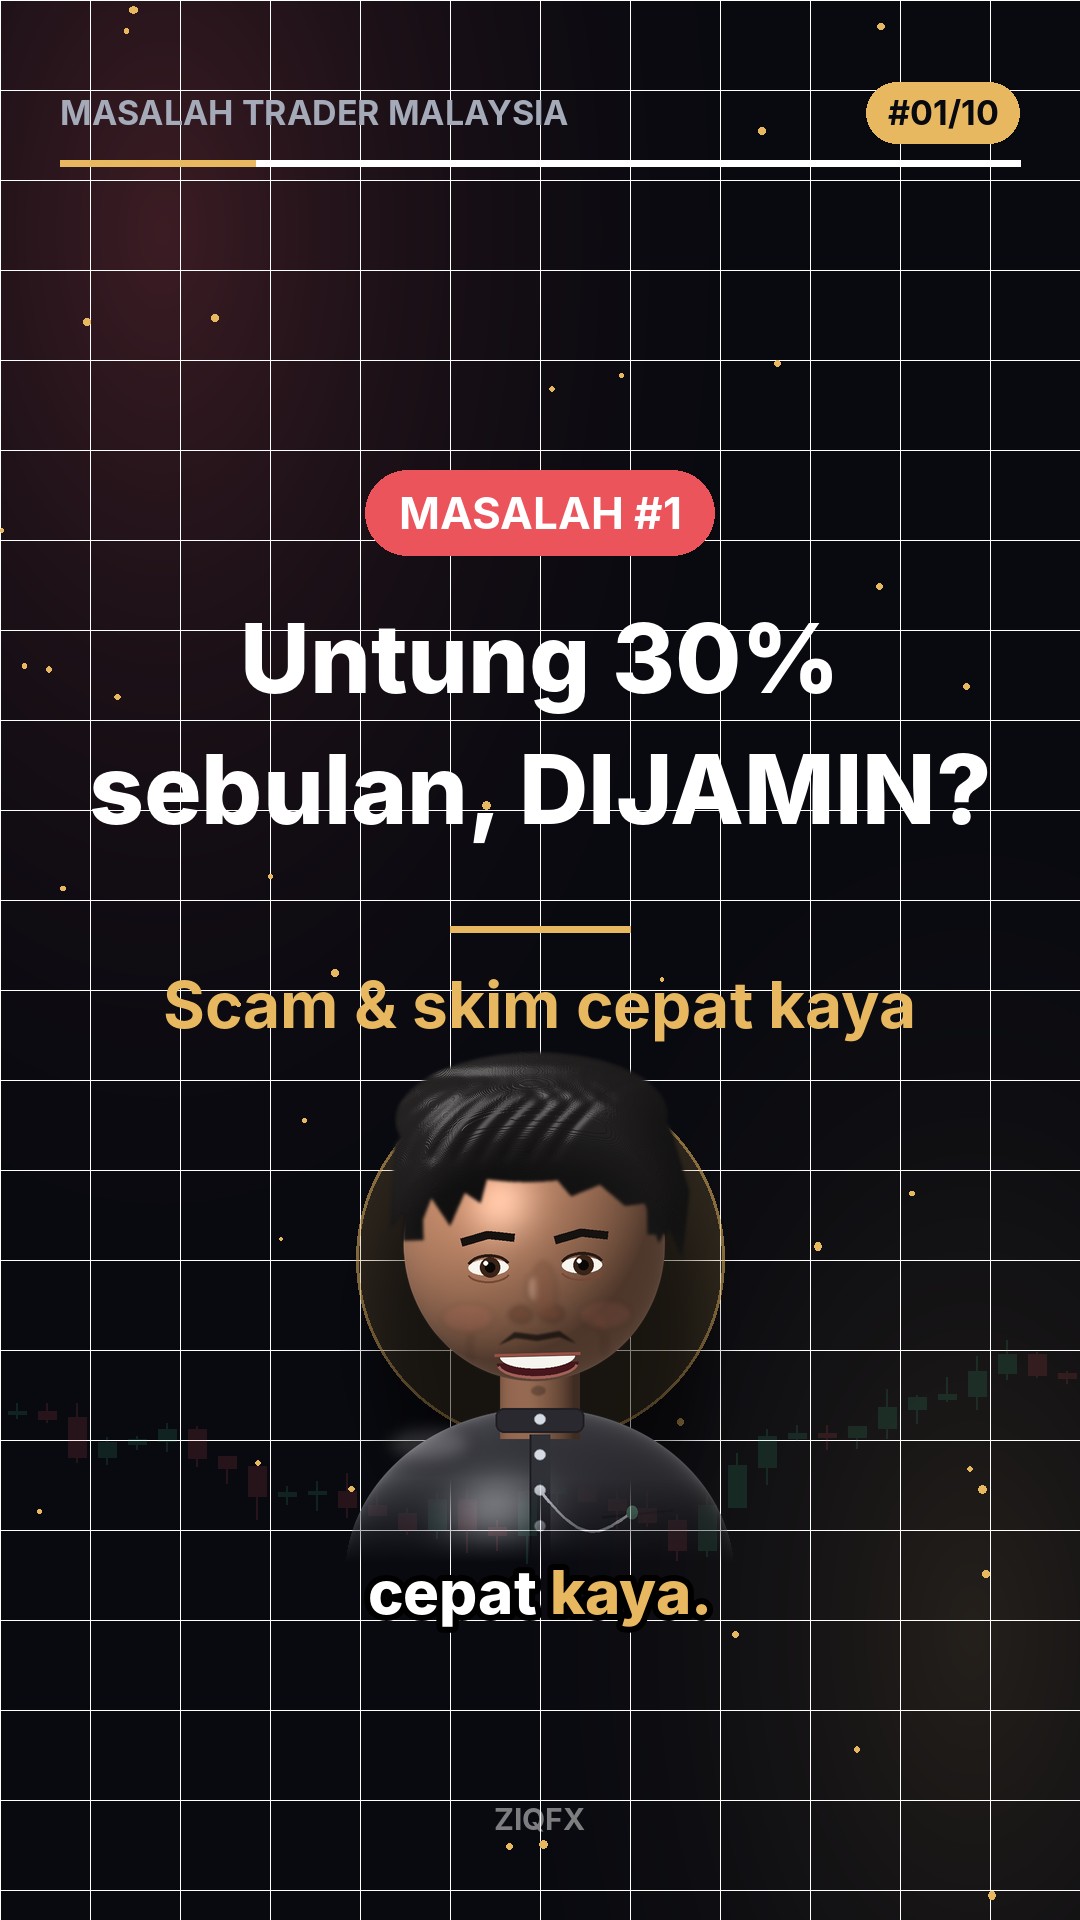 MASALAH TRADER MALAYSIA
#01/10
MASALAH #1
Untung 30%
sebulan, DIJAMIN?
Scam & skim cepat kaya
cepat kaya.
ZIQFX